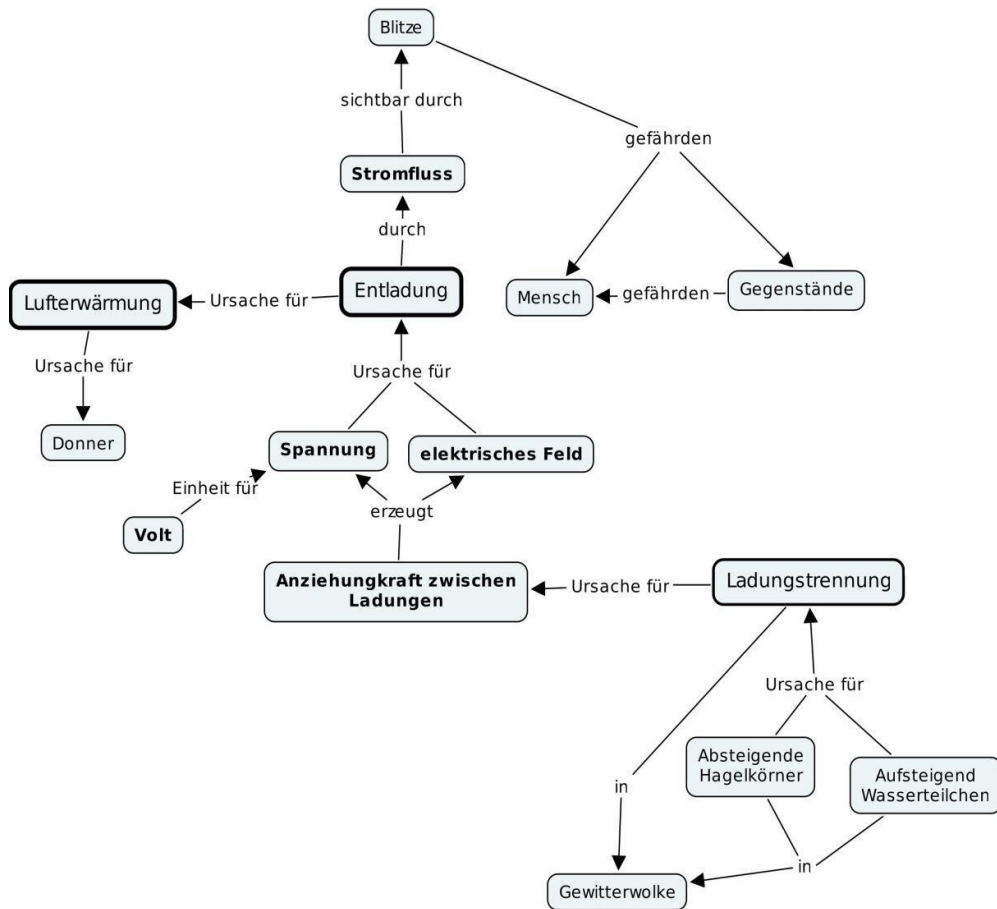 Blitze
sichtbar durch
gefährden
Stromfluss
durch
Entladung
Mensch
gefährden
Gegenstände
Lufterwärmung
Ursache für
Ursache für
Donner
Ursache für
Spannung
elektrisches Feld
Einheit für
Volt
erzeugt
Anziehungkraft zwischen
Ladungen
Ursache für
Ladungstrennung
Ursache für
Absteigende
Hagelkörner
Aufsteigend
Wasserteilchen
in
in
Gewitterwolke